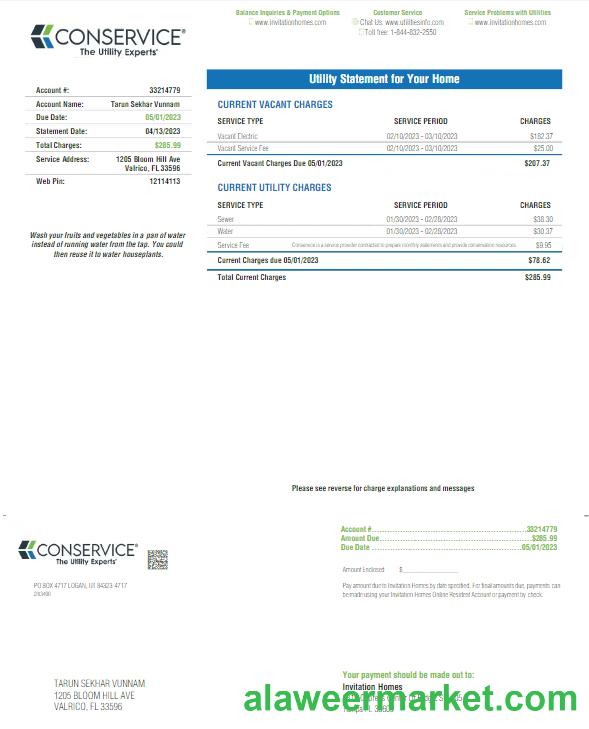 Balance Inquiries & Payment Options
www.invitationhomes.com
Customer Service
Chat Us: www.utilitiesinfo.com
Toll free: 1-844-832-2550
Service Problems with Utilities
www.invitationhomes.com
CONSERVICE®
The Utility Experts®
Account #: 33214779
Account Name: Tarun Sekhar Vunnam
Due Date: 05/01/2023
Statement Date: 04/13/2023
Total Charges: $285.99
Service Address: 1205 Bloom Hill Ave
Valrico, FL 33596
Web Pin: 12114113
Wash your fruits and vegetables in a pan of water
instead of running water from the tap. You could
then reuse it to water houseplants.
Utility Statement for Your Home
CURRENT VACANT CHARGES
SERVICE TYPE SERVICE PERIOD CHARGES
Vacant Electric 02/10/2023 - 03/10/2023 $182.37
Vacant Service Fee 02/10/2023 - 03/10/2023 $25.00
Current Vacant Charges Due 05/01/2023 $207.37
CURRENT UTILITY CHARGES
SERVICE TYPE SERVICE PERIOD CHARGES
Sewer 01/30/2023 - 02/28/2023 $38.30
Water 01/30/2023 - 02/28/2023 $30.37
Service Fee Conservice is a service provider contracted to prepare monthly statements and provide conservation resources. $9.95
Current Charges due 05/01/2023 $78.62
Total Current Charges $285.99
Please see reverse for charge explanations and messages
CONSERVICE®
The Utility Experts®
PO BOX 4717 LOGAN, UT 84323-4717
Account # 33214779
Amount Due $285.99
Due Date 05/01/2023
Amount Enclosed $
Pay amount due to Invitation Homes by date specified. For final amounts due, payments can
be made using your Invitation Homes Online Resident Account or payment by check.
TARUN SEKHAR VUNNAM
1205 BLOOM HILL AVE
VALRICO, FL 33596
Your payment should be made out to:
Invitation Homes
Tampa FL
alaweermarket.com